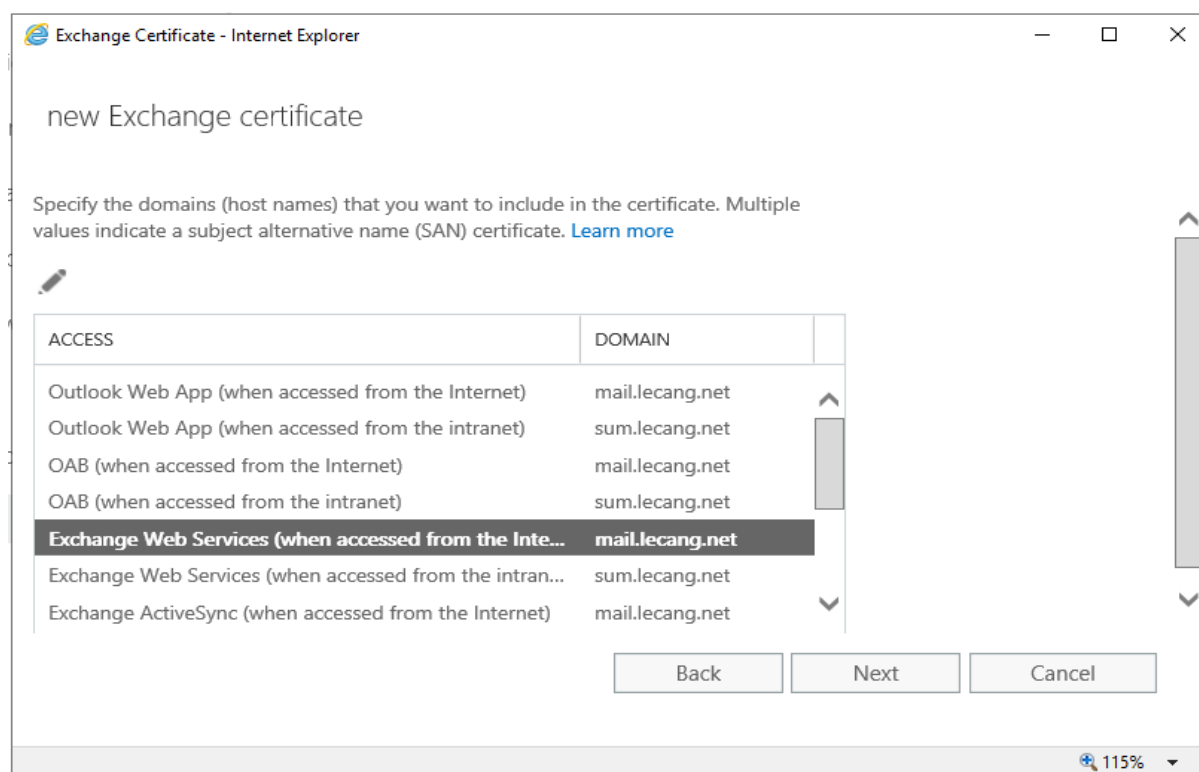 Exchange Certificate - Internet Explorer
new Exchange certificate
Specify the domains (host names) that you want to include in the certificate. Multiple
values indicate a subject alternative name (SAN) certificate. Learn more
ACCESS DOMAIN
Outlook Web App (when accessed from the Internet) mail.lecang.net
Outlook Web App (when accessed from the intranet) sum.lecang.net
OAB (when accessed from the Internet) mail.lecang.net
OAB (when accessed from the intranet) sum.lecang.net
Exchange Web Services (when accessed from the Inte... mail.lecang.net
Exchange Web Services (when accessed from the intran... sum.lecang.net
Exchange ActiveSync (when accessed from the Internet) mail.lecang.net
Back Next Cancel
115%